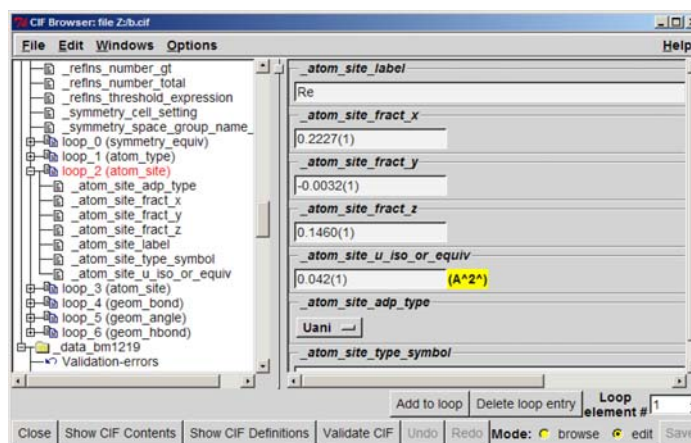 CIF Browser: file Z:/b.cif
File Edit Windows Options Help
_reflns_number_gt
_reflns_number_total
_reflns_threshold_expression
_symmetry_cell_setting
_symmetry_space_group_name_
loop_0 (symmetry_equiv)
loop_1 (atom_type)
loop_2 (atom_site)
_atom_site_adp_type
_atom_site_fract_x
_atom_site_fract_y
_atom_site_fract_z
_atom_site_label
_atom_site_type_symbol
_atom_site_u_iso_or_equiv
loop_3 (atom_site)
loop_4 (geom_bond)
loop_5 (geom_angle)
loop_6 (geom_hbond)
_data_bm1219
Validation-errors
_atom_site_label
Re
_atom_site_fract_x
0.2227(1)
_atom_site_fract_y
-0.0032(1)
_atom_site_fract_z
0.1460(1)
_atom_site_u_iso_or_equiv
0.042(1) (A^2^)
_atom_site_adp_type
Uani
_atom_site_type_symbol
Add to loop Delete loop entry Loop element # 1
Close Show CIF Contents Show CIF Definitions Validate CIF Undo Redo Mode: browse edit Save